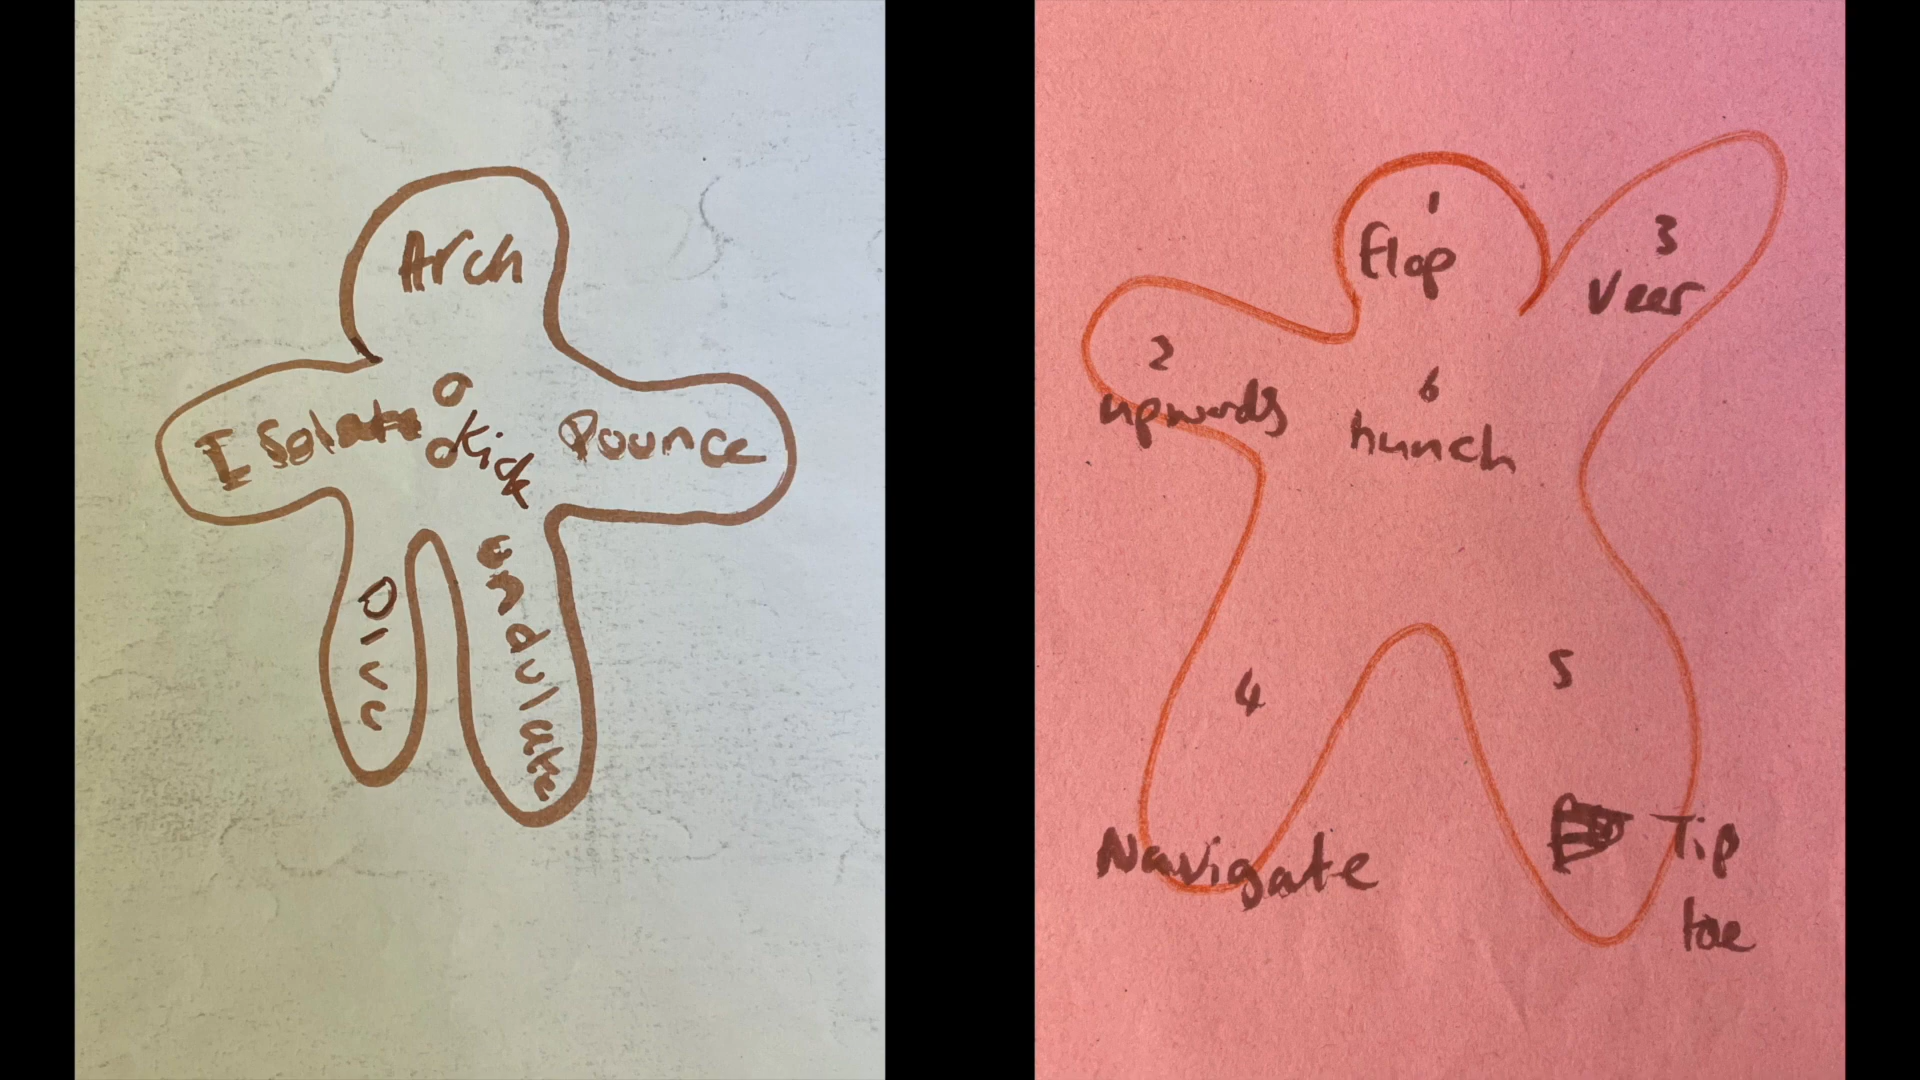 Arch
Isolate
Kick
Pounce
Dive
undulate
1
Flop
3
Veer
2
upwards
6
hunch
4
5
Navigate
Tip
toe